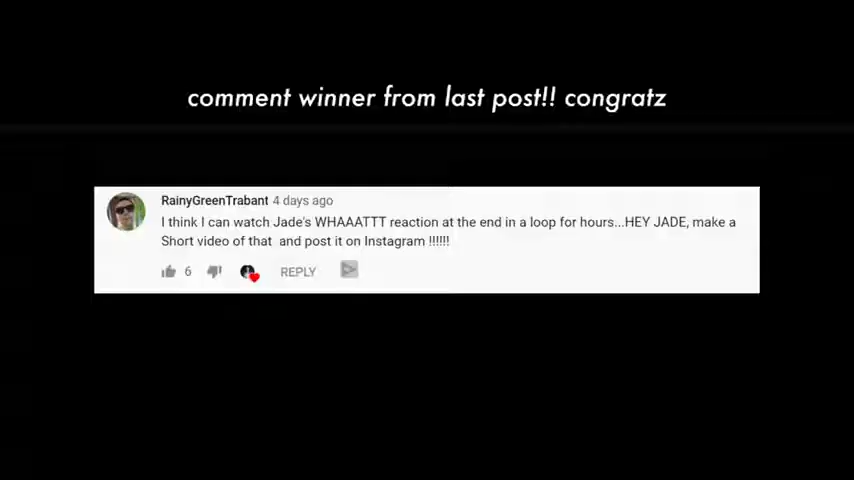 comment winner from last post!! congratz
RainyGreenTrabant 4 days ago
I think I can watch Jade's WHAAATTT reaction at the end in a loop for hours...HEY JADE, make a
Short video of that  and post it on Instagram !!!!!!
6 REPLY